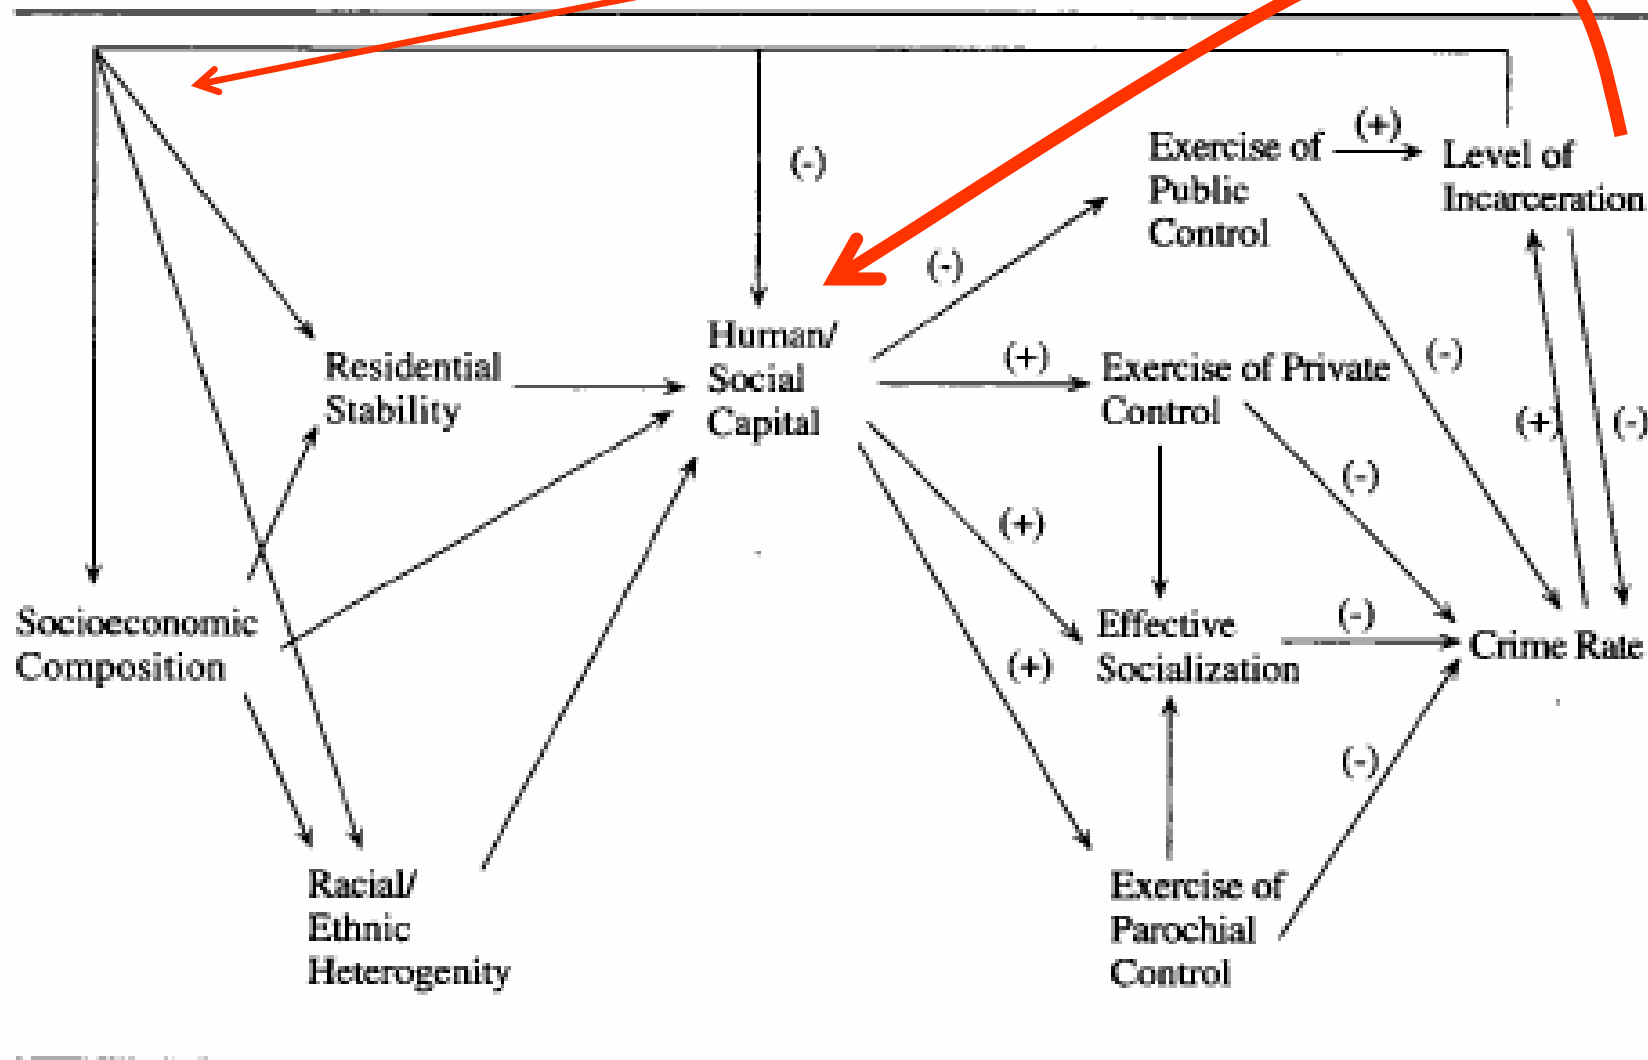 (-)
Exercise of
Public
Control
(+)
Level of
Incarceration
(-)
Residential
Stability
Human/
Social
Capital
(+)
Exercise of Private
Control
(-)
(+)
(-)
(-)
(+)
Socioeconomic
Composition
Effective
Socialization
(-)
Crime Rate
(+)
(-)
Racial/
Ethnic
Heterogenity
Exercise of
Parochial
Control